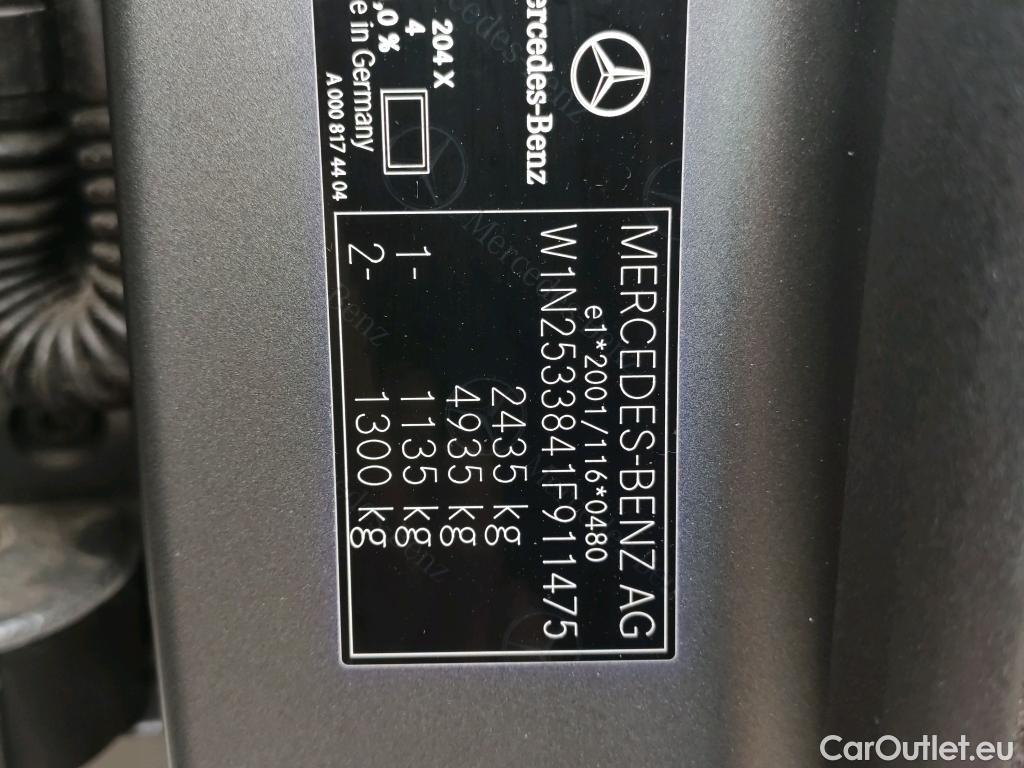 Mercedes-Benz
204 X
4
,0 %
in Germany
A 000 817 44 04
MERCEDES-BENZ AG
e1*2001/116*0480
W1N2533841F911475
2435 kg
4935 kg
1- 1135 kg
2- 1300 kg
CarOutlet.eu